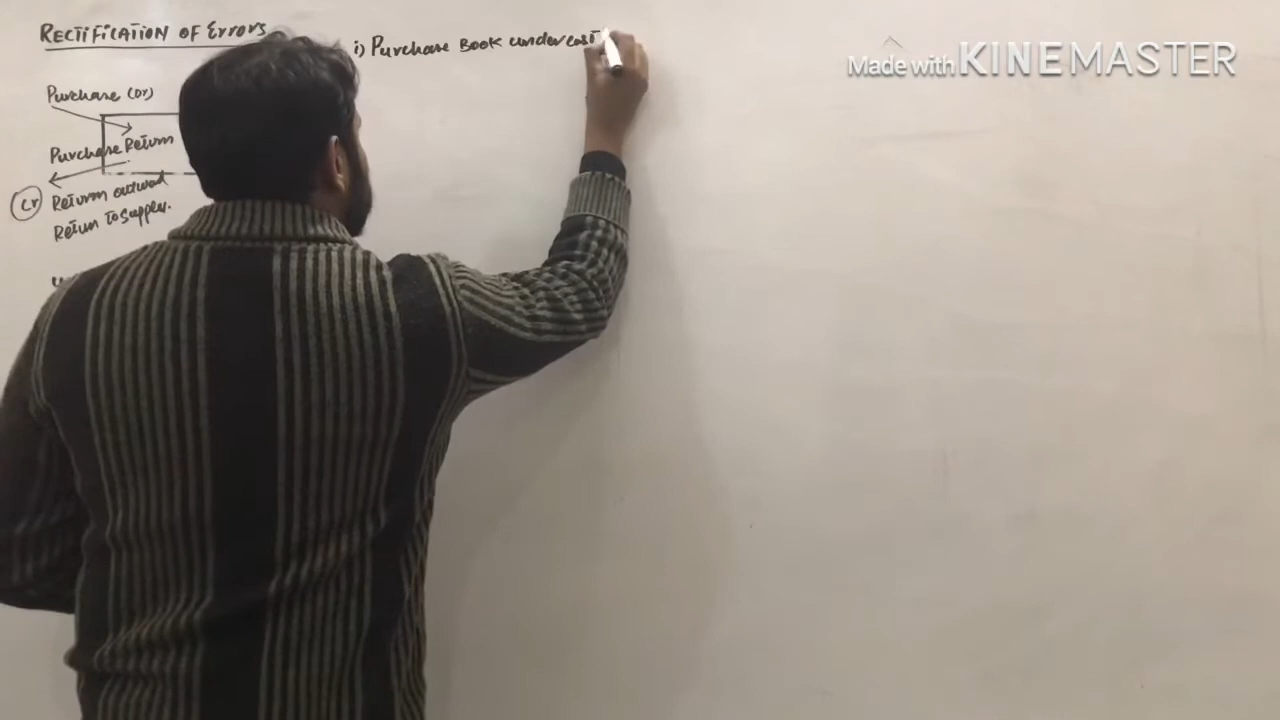 RECTIFICATION OF ERRORS
i) Purchase Book undercast
Made with KINEMASTER
Purchase (Dr)
Purchase Return
Cr Return outward
Return To Supplier.